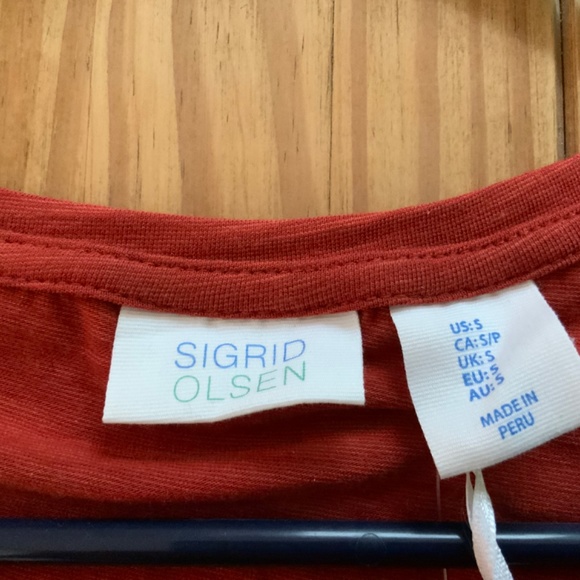 SIGRID
OLSEN
US: S
CA: S/P
UK: S
EU: S
AU: S
MADE IN
PERU